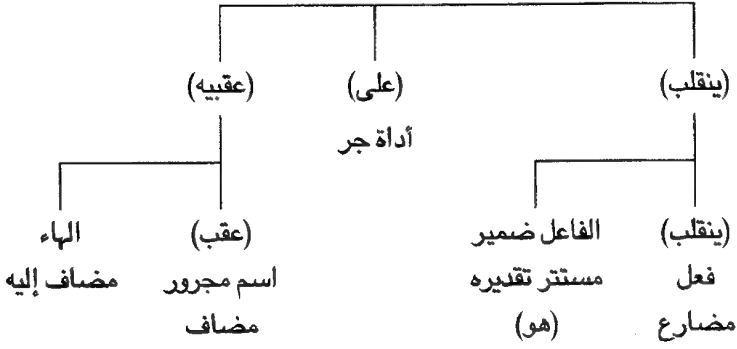 (ينقلب) (على) (عقبيه)
أداة جر
(ينقلب) الفاعل ضمير (عقب) الهاء
فعل مستتر تقديره اسم مجرور مضاف إليه
مضارع (هو) مضاف